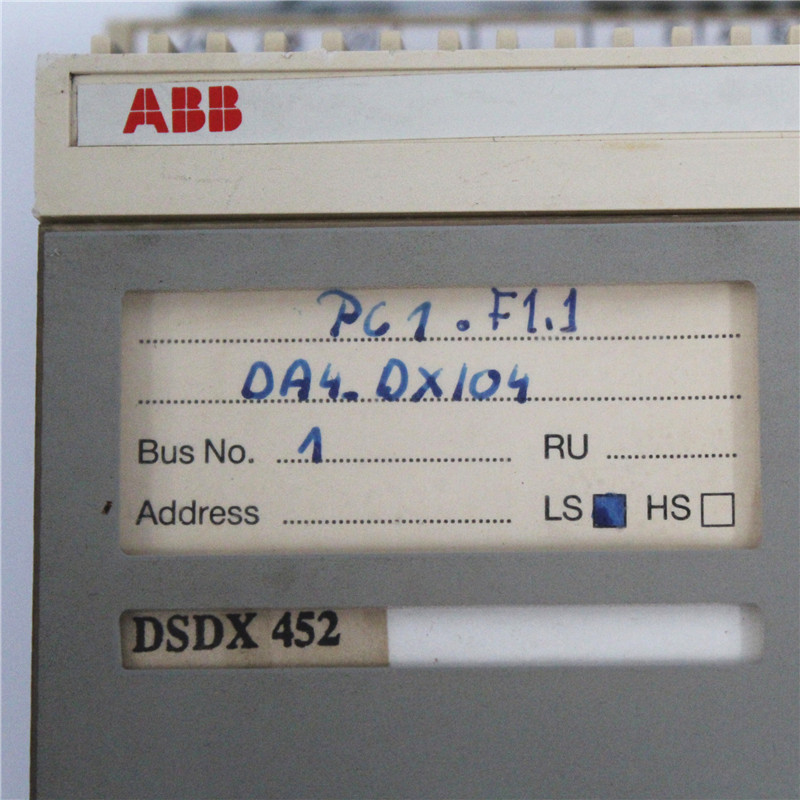 ABB
PC1.F1.1
DA4.DX104
Bus No. 1 RU
Address LS HS
DSDX 452